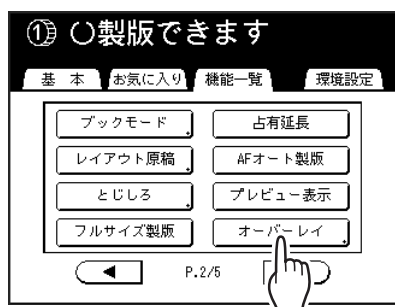 ① 製版できます
基 本 お気に入り 機能一覧 環境設定
ブックモード 占有延長
レイアウト原稿 AFオート製版
とじしろ プレビュー表示
フルサイズ製版 オーバーレイ
P.2/5